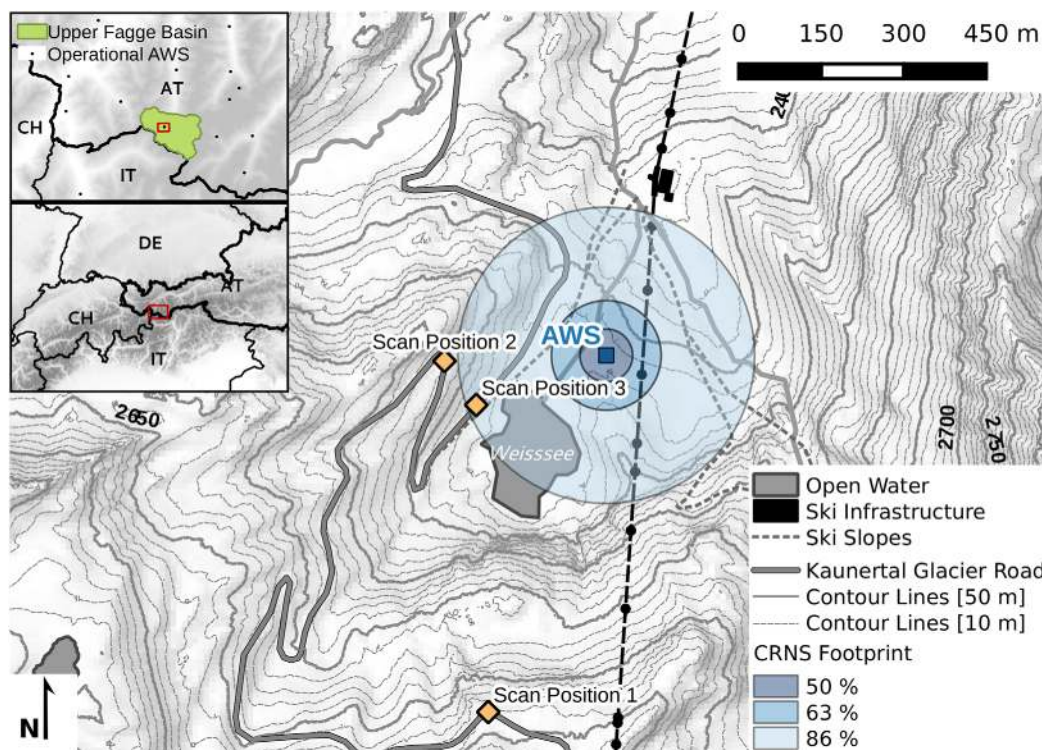 Upper Fagge Basin
Operational AWS
AT
CH
IT
DE
AT
CH
IT
0 150 300 450 m
2400
AWS
Scan Position 2
Scan Position 3
Weisssee
2650
2700
2750
Scan Position 1
N
Open Water
Ski Infrastructure
Ski Slopes
Kaunertal Glacier Road
Contour Lines [50 m]
Contour Lines [10 m]
CRNS Footprint
50 %
63 %
86 %